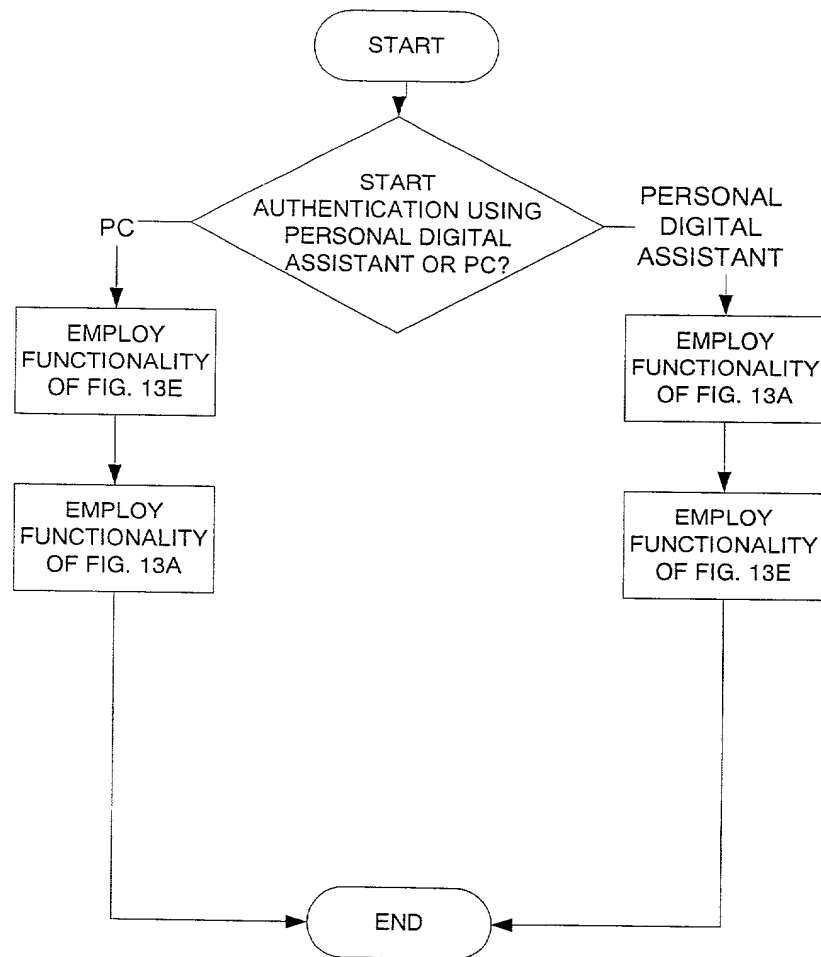 START
START
AUTHENTICATION USING
PERSONAL DIGITAL
ASSISTANT OR PC?
PC
PERSONAL
DIGITAL
ASSISTANT
EMPLOY
FUNCTIONALITY
OF FIG. 13E
EMPLOY
FUNCTIONALITY
OF FIG. 13A
EMPLOY
FUNCTIONALITY
OF FIG. 13A
EMPLOY
FUNCTIONALITY
OF FIG. 13E
END